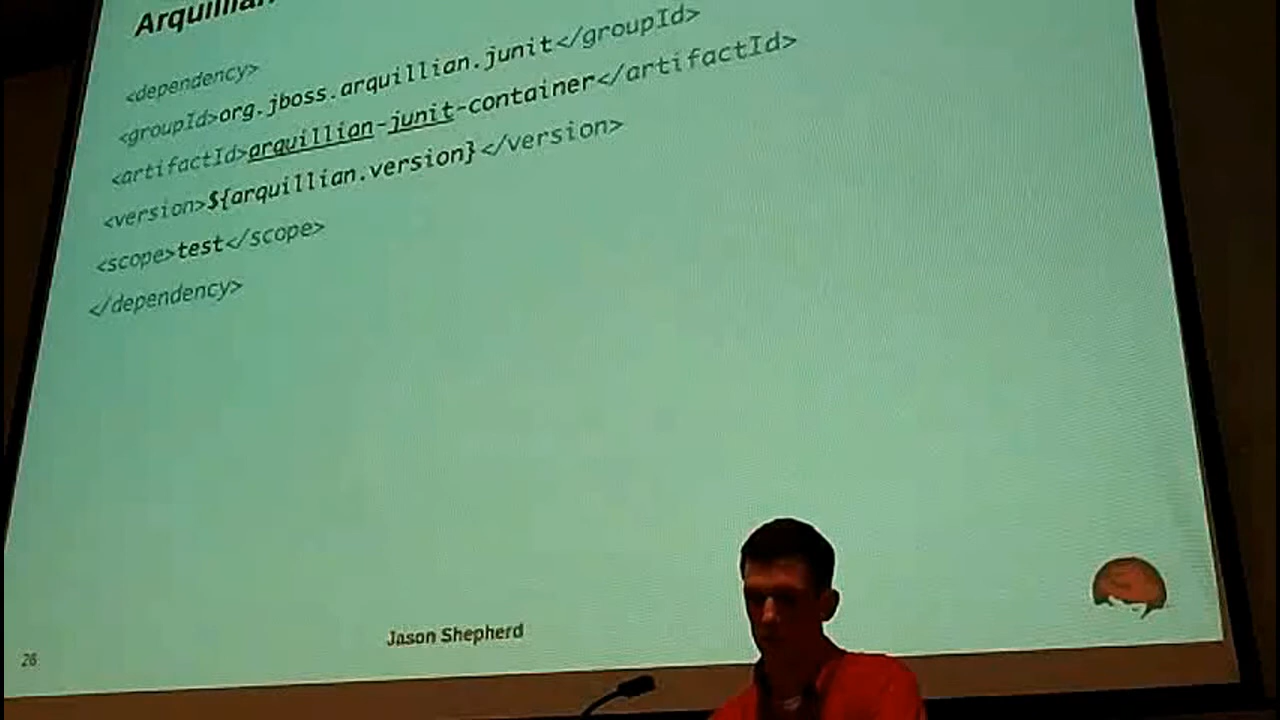 Arquillian
<dependency>
<groupId>org.jboss.arquillian.junit</groupId>
<artifactId>arquillian-junit-container</artifactId>
<version>${arquillian.version}</version>
<scope>test</scope>
</dependency>
Jason Shepherd
26